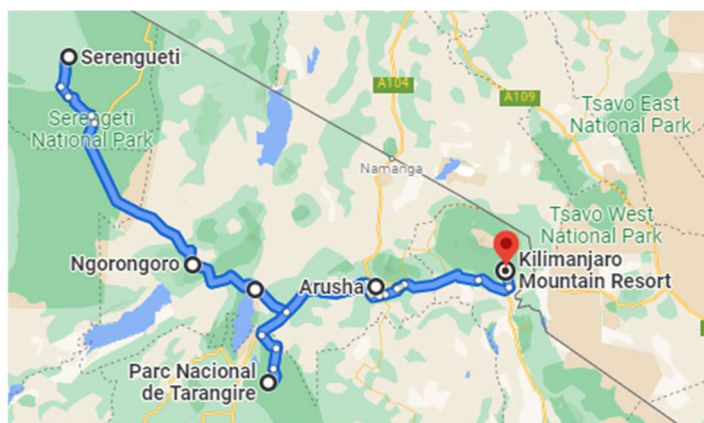 Serengueti
A104
A109
Tsavo East
National Park
Serengeti
National Park
Namanga
Tsavo West
National Park
Ngorongoro
Arusha
Kilimanjaro
Mountain Resort
Parc Nacional
de Tarangire